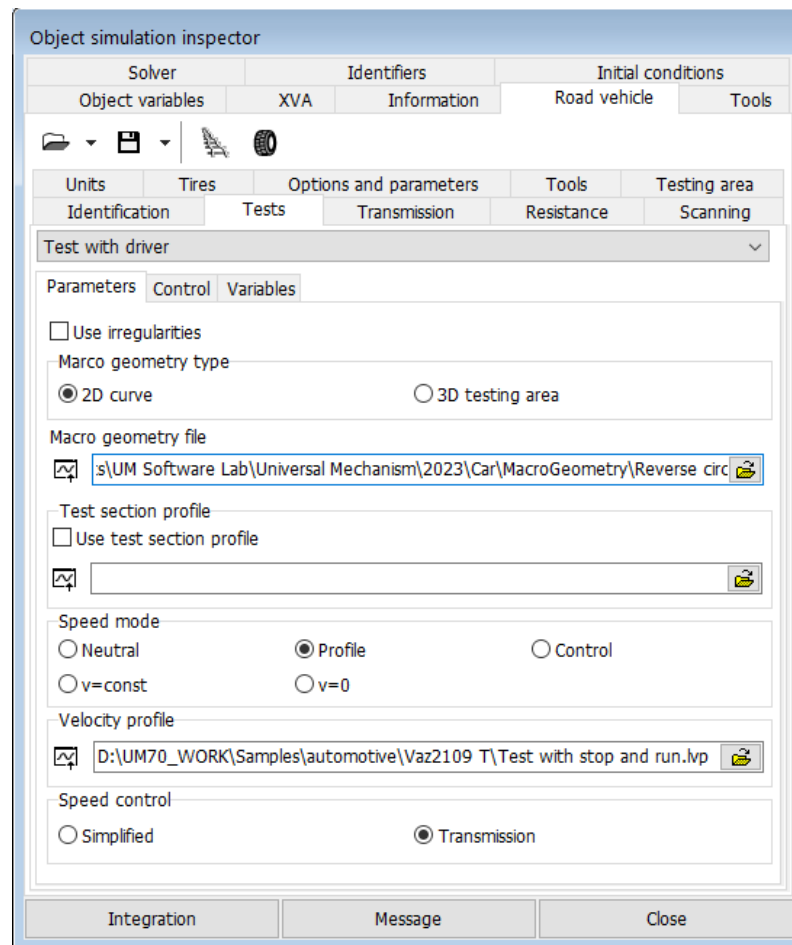 Object simulation inspector
Solver Identifiers Initial conditions
Object variables XVA Information Road vehicle Tools
Units Tires Options and parameters Tools Testing area
Identification Tests Transmission Resistance Scanning
Test with driver
Parameters Control Variables
Use irregularities
Marco geometry type
2D curve 3D testing area
Macro geometry file
:s\UM Software Lab\Universal Mechanism\2023\Car\MacroGeometry\Reverse circ
Test section profile
Use test section profile
Speed mode
Neutral Profile Control
v=const v=0
Velocity profile
D:\UM70_WORK\Samples\automotive\Vaz2109 T\Test with stop and run.lvp
Speed control
Simplified Transmission
Integration Message Close